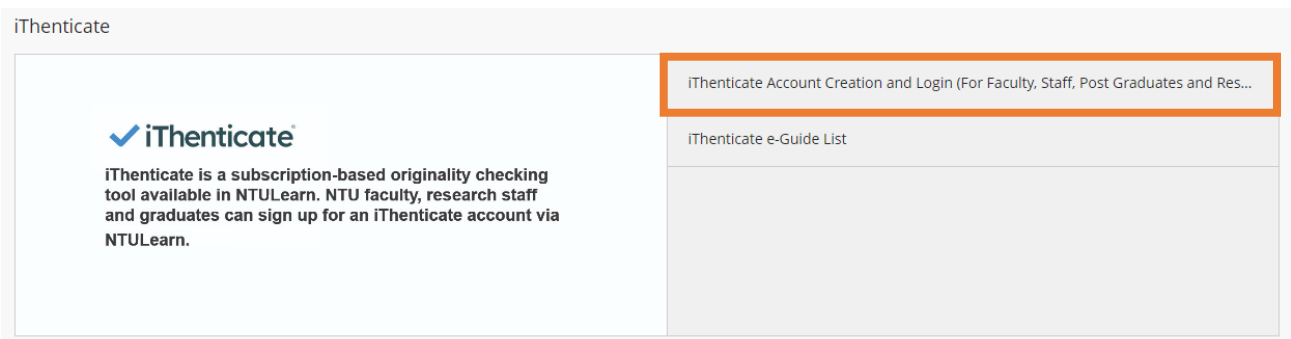 iThenticate
iThenticate
iThenticate is a subscription-based originality checking
tool available in NTULearn. NTU faculty, research staff
and graduates can sign up for an iThenticate account via
NTULearn.
iThenticate Account Creation and Login (For Faculty, Staff, Post Graduates and Res...
iThenticate e-Guide List